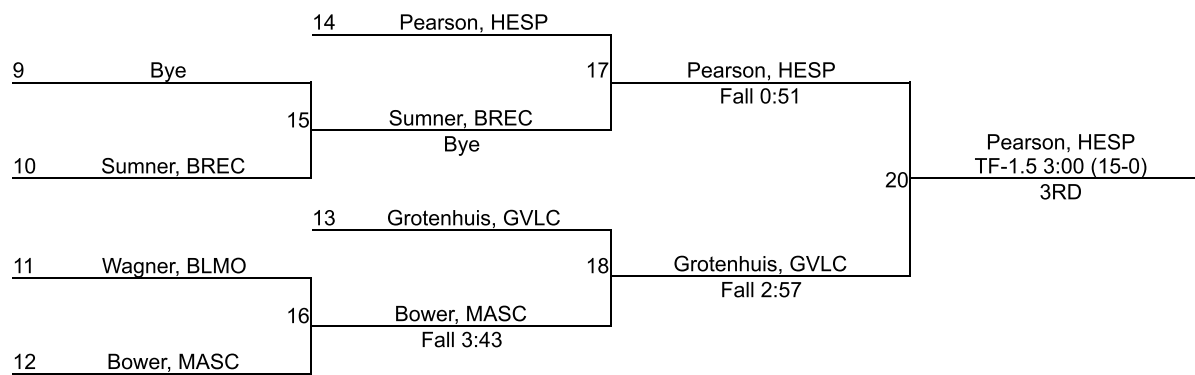 14 Pearson, HESP
9 Bye
17 Pearson, HESP
Fall 0:51
15 Sumner, BREC
Bye
10 Sumner, BREC
Pearson, HESP
20 TF-1.5 3:00 (15-0)
3RD
13 Grotenhuis, GVLC
11 Wagner, BLMO
18 Grotenhuis, GVLC
Fall 2:57
16 Bower, MASC
Fall 3:43
12 Bower, MASC